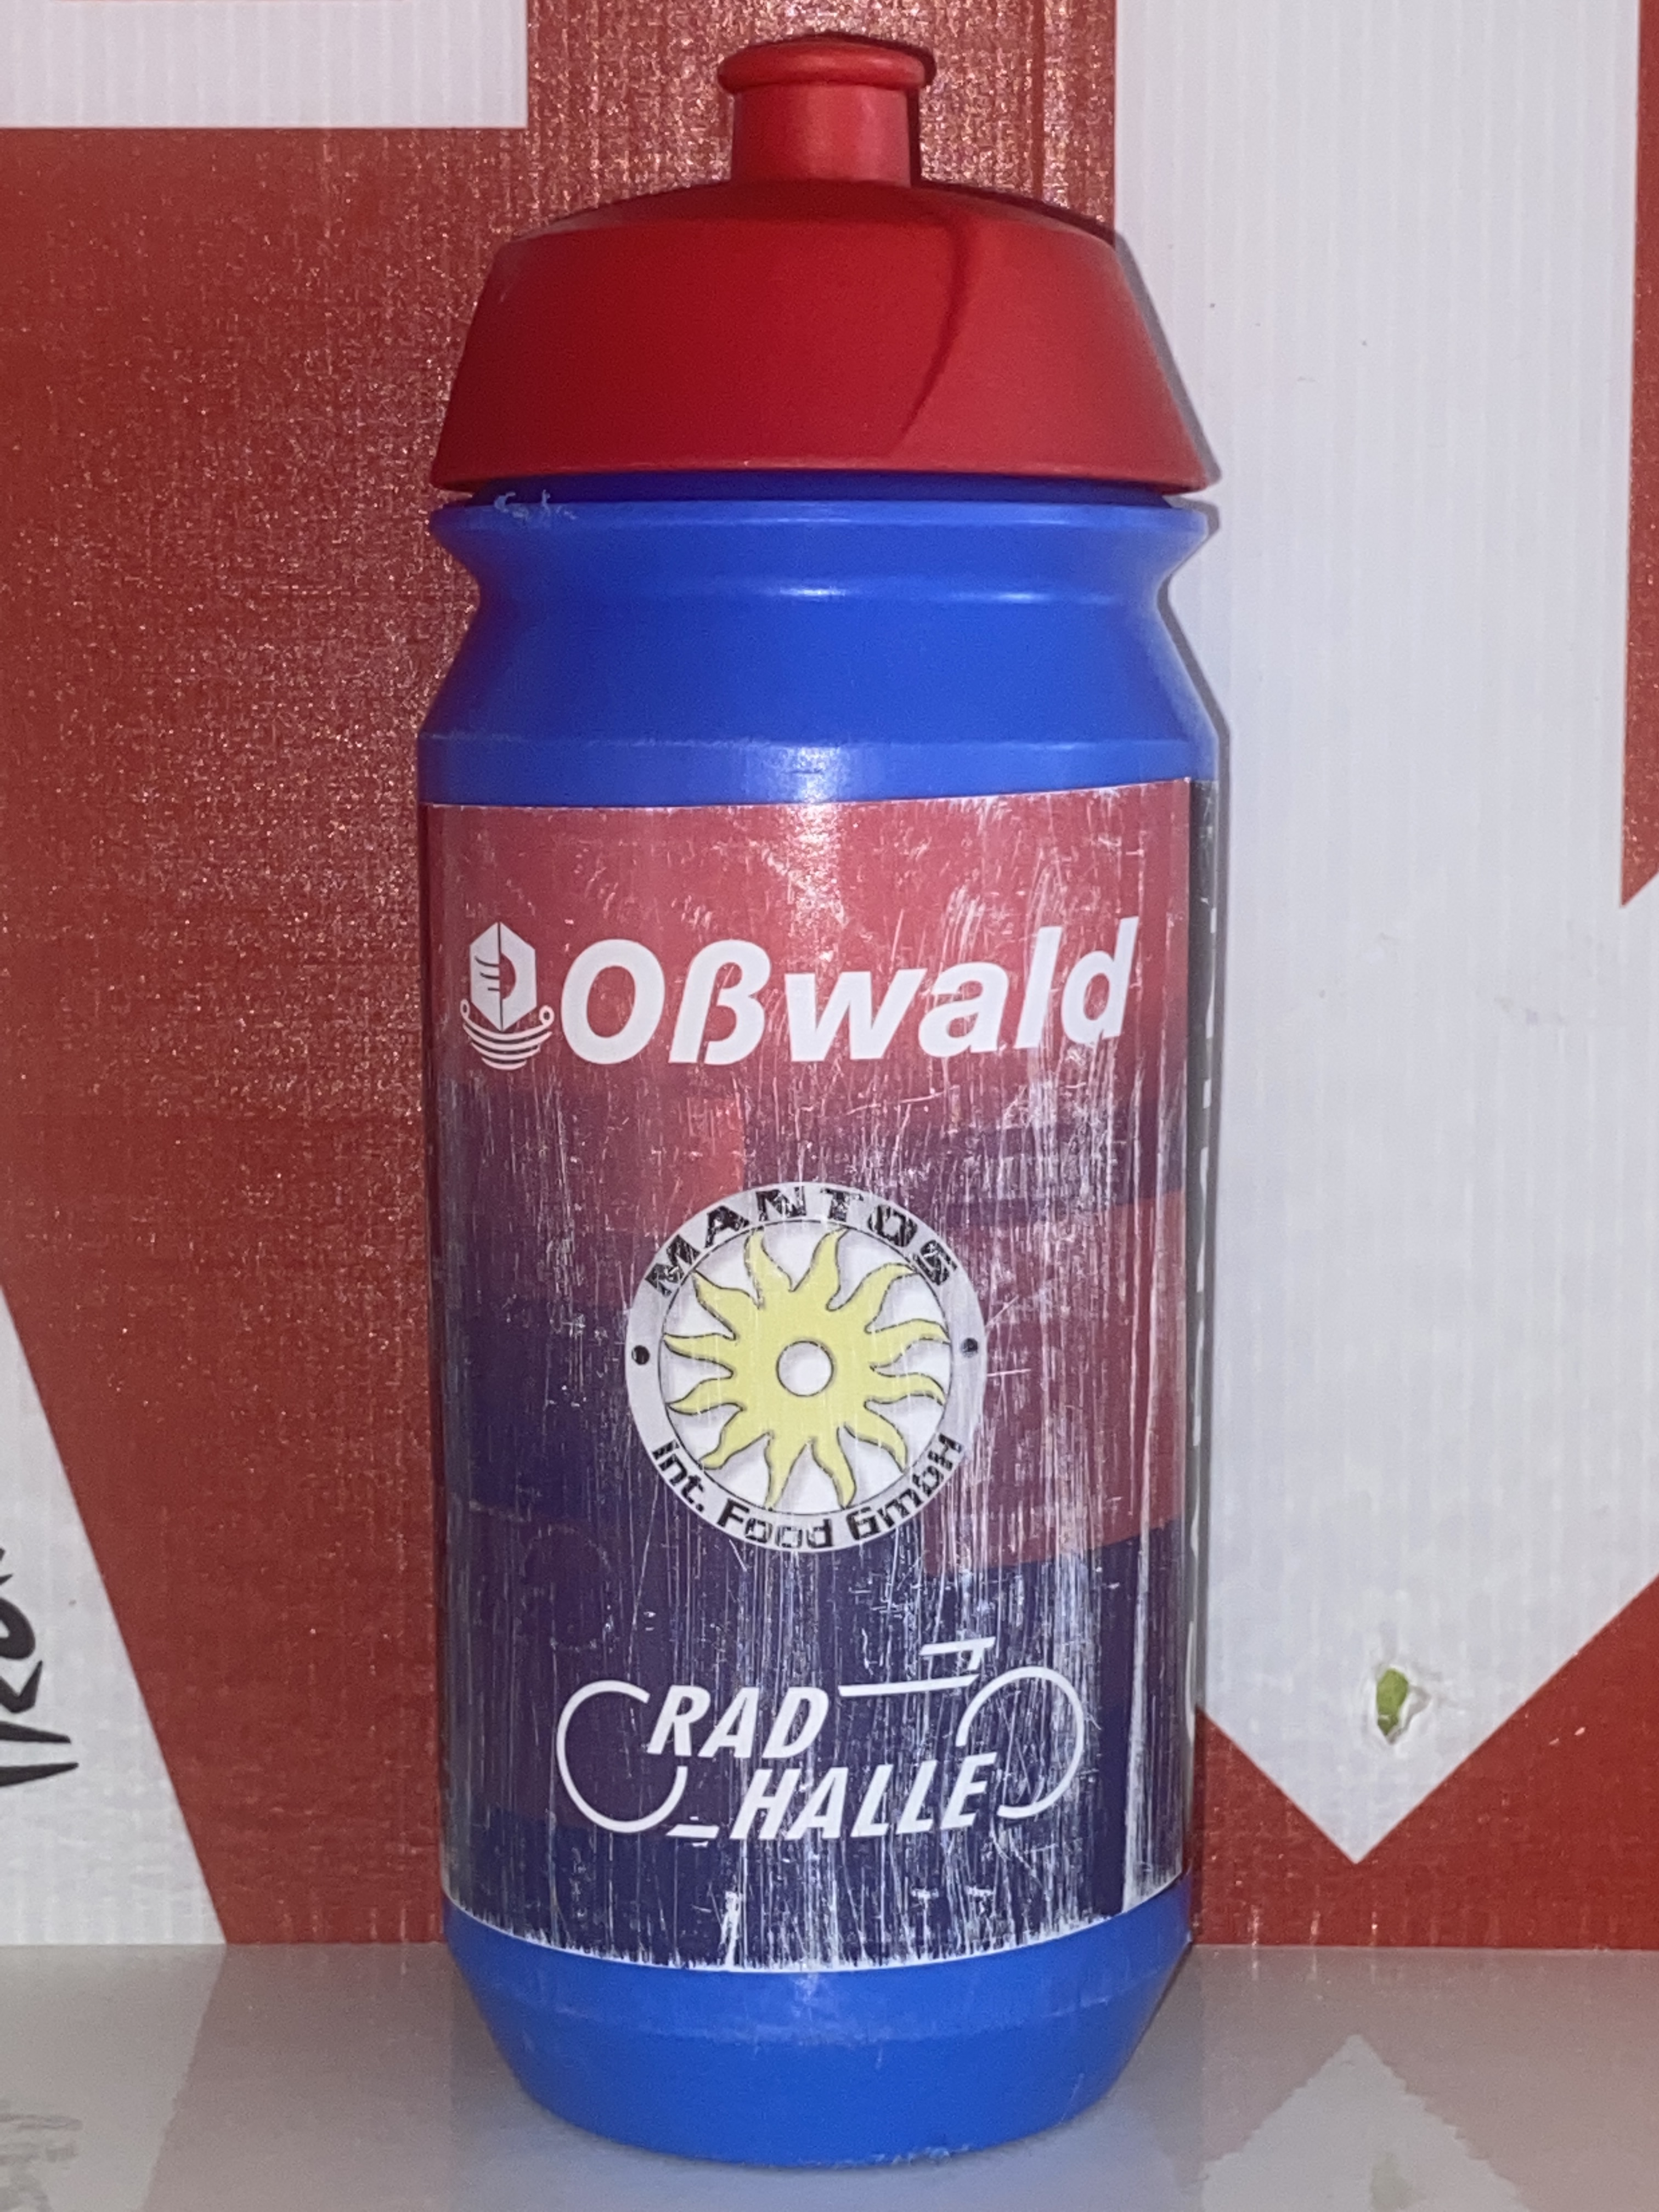 Oßwald
MANTOS
Int. Food GmbH
RAD
HALLE